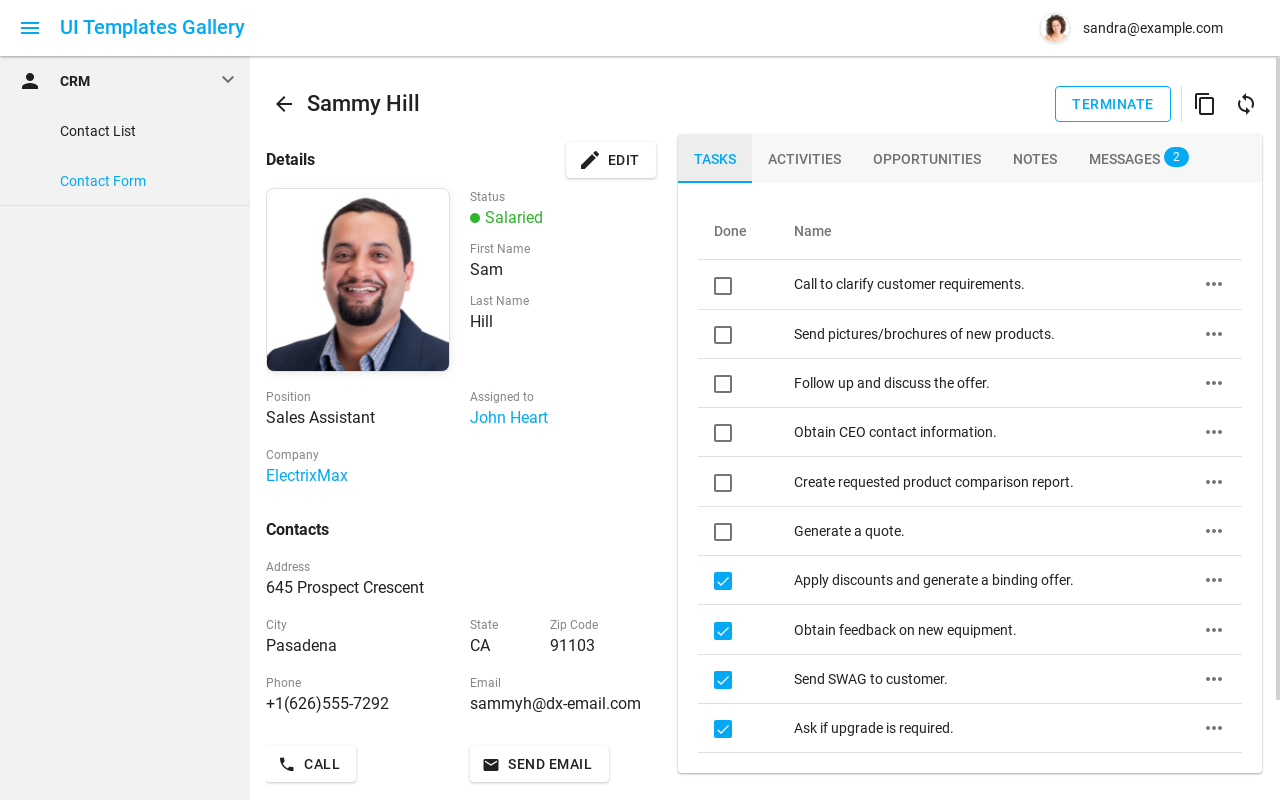 UI Templates Gallery
sandra@example.com
CRM
Contact List
Contact Form
Sammy Hill
TERMINATE
Details
EDIT
Status
Salaried
First Name
Sam
Last Name
Hill
Position
Sales Assistant
Assigned to
John Heart
Company
ElectrixMax
Contacts
Address
645 Prospect Crescent
City
Pasadena
State
CA
Zip Code
91103
Phone
+1(626)555-7292
Email
sammyh@dx-email.com
CALL
SEND EMAIL
TASKS
ACTIVITIES
OPPORTUNITIES
NOTES
MESSAGES 2
Done
Name
Call to clarify customer requirements.
Send pictures/brochures of new products.
Follow up and discuss the offer.
Obtain CEO contact information.
Create requested product comparison report.
Generate a quote.
Apply discounts and generate a binding offer.
Obtain feedback on new equipment.
Send SWAG to customer.
Ask if upgrade is required.